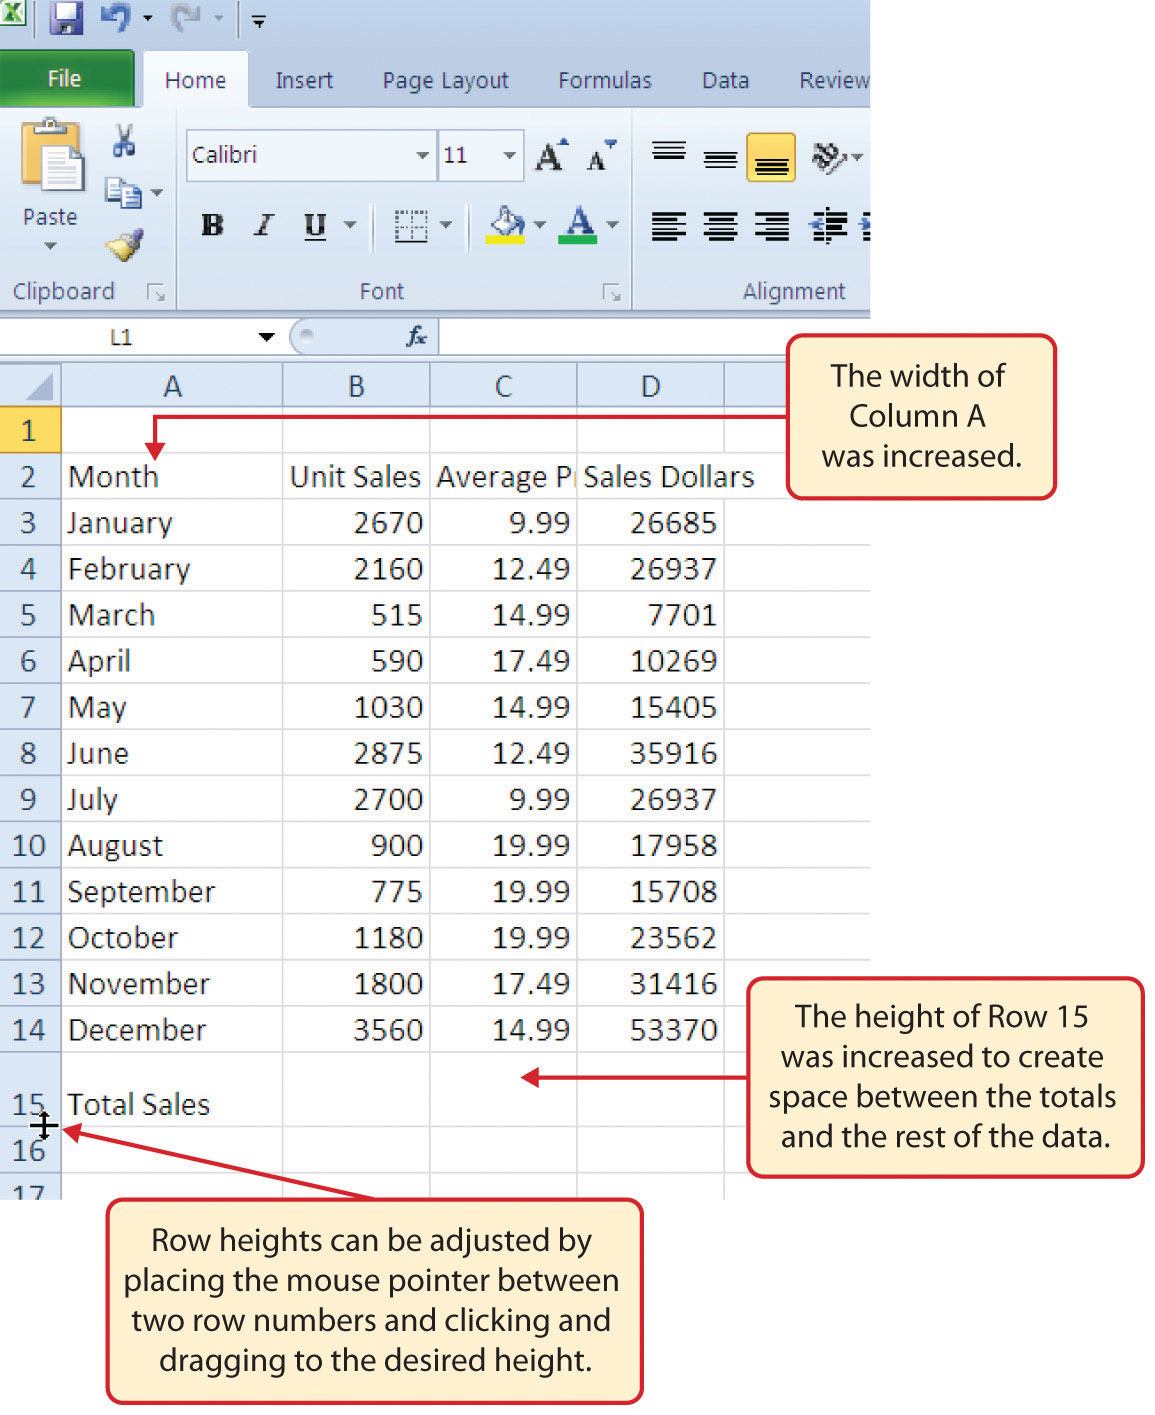 File Home Insert Page Layout Formulas Data Review
Calibri 11
Paste
B I U A
Clipboard Font Alignment
L1 fx
A B C D
The width of
Column A
was increased.
1
2 Month Unit Sales Average Pr Sales Dollars
3 January 2670 9.99 26685
4 February 2160 12.49 26937
5 March 515 14.99 7701
6 April 590 17.49 10269
7 May 1030 14.99 15405
8 June 2875 12.49 35916
9 July 2700 9.99 26937
10 August 900 19.99 17958
11 September 775 19.99 15708
12 October 1180 19.99 23562
13 November 1800 17.49 31416
14 December 3560 14.99 53370
The height of Row 15
was increased to create
space between the totals
and the rest of the data.
15 Total Sales
16
17
Row heights can be adjusted by
placing the mouse pointer between
two row numbers and clicking and
dragging to the desired height.